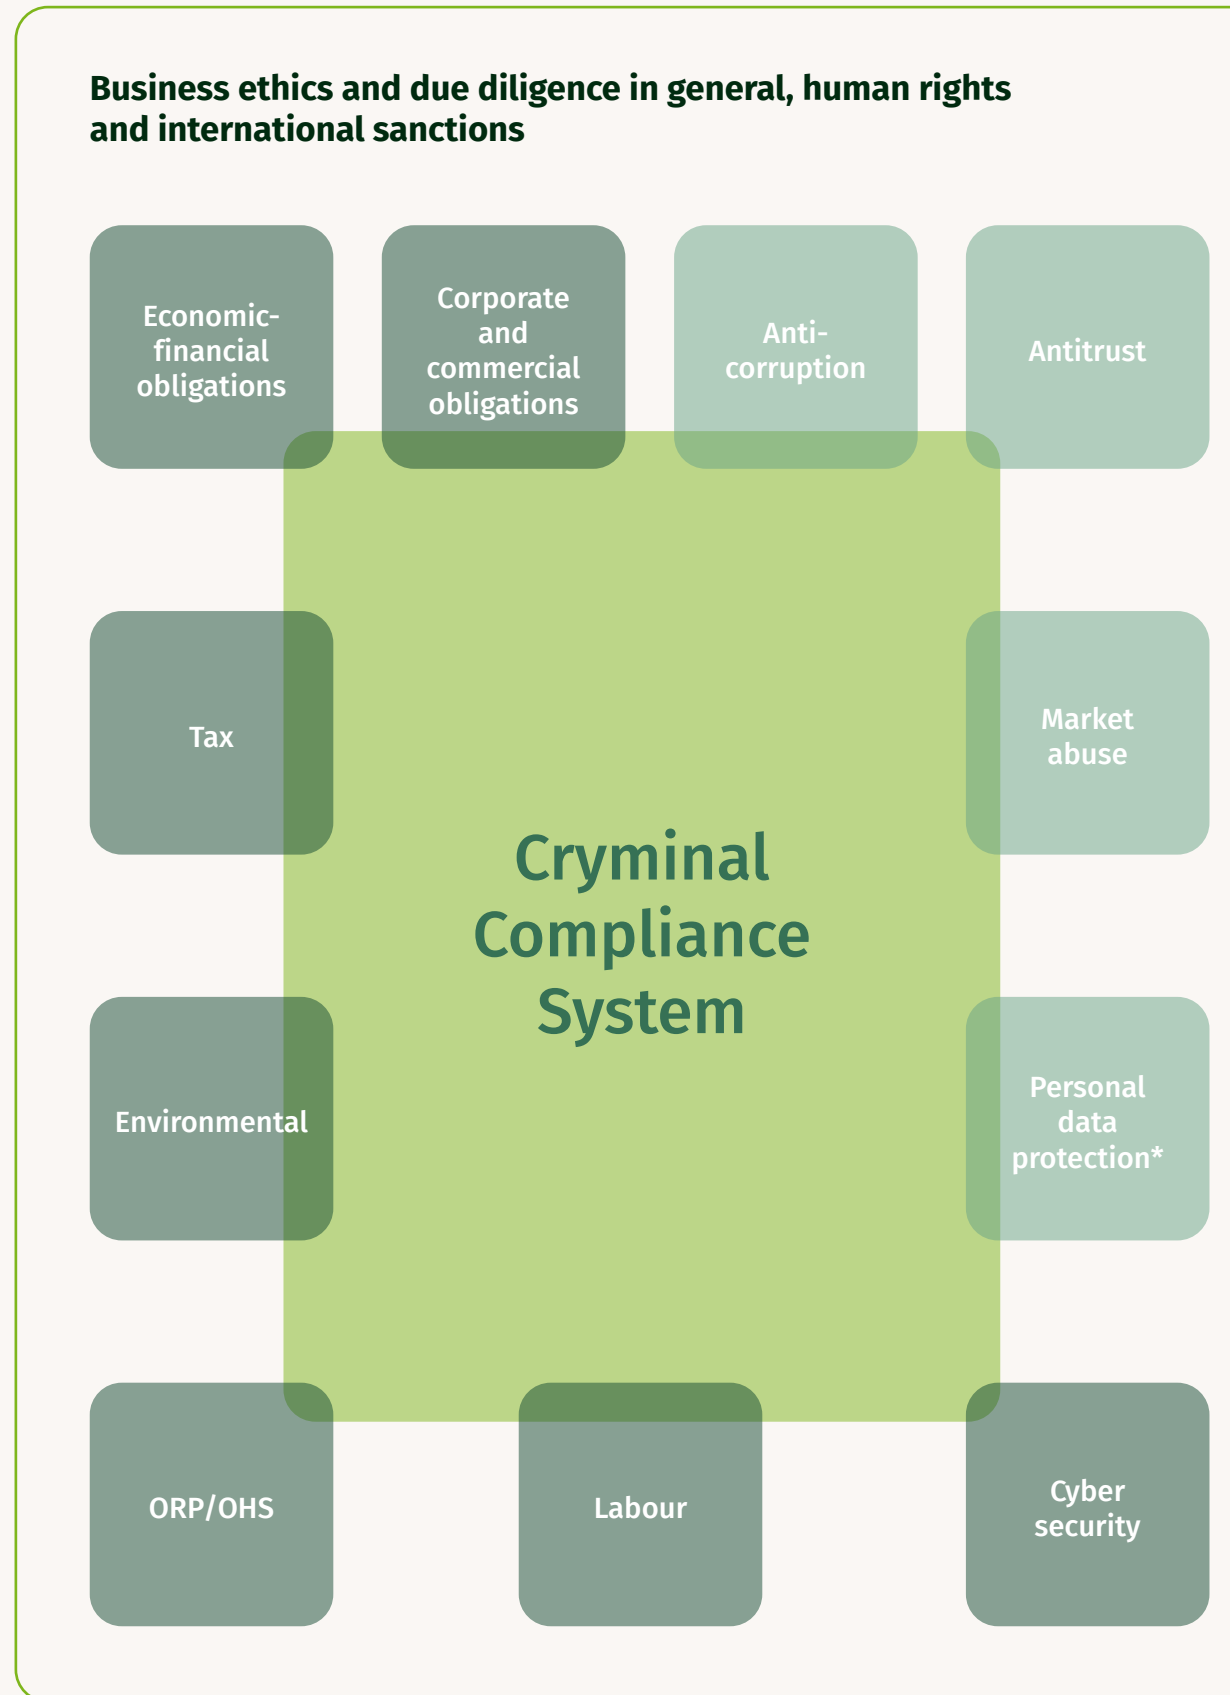 Business ethics and due diligence in general, human rights
and international sanctions
Economic-
financial
obligations
Corporate
and
commercial
obligations
Anti-
corruption
Antitrust
Tax
Market
abuse
Cryminal
Compliance
System
Environmental
Personal
data
protection*
ORP/OHS
Labour
Cyber
security